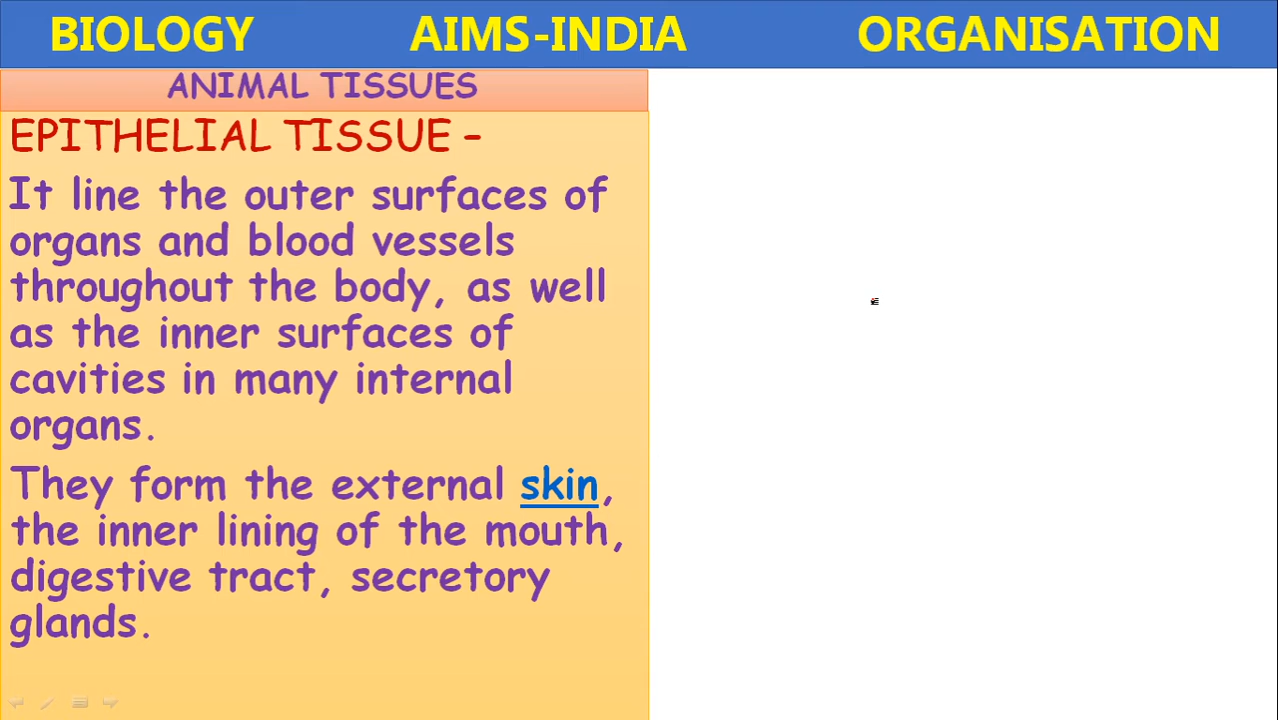 BIOLOGY AIMS-INDIA ORGANISATION
ANIMAL TISSUES
EPITHELIAL TISSUE –
It line the outer surfaces of
organs and blood vessels
throughout the body, as well
as the inner surfaces of
cavities in many internal
organs.
They form the external skin,
the inner lining of the mouth,
digestive tract, secretory
glands.